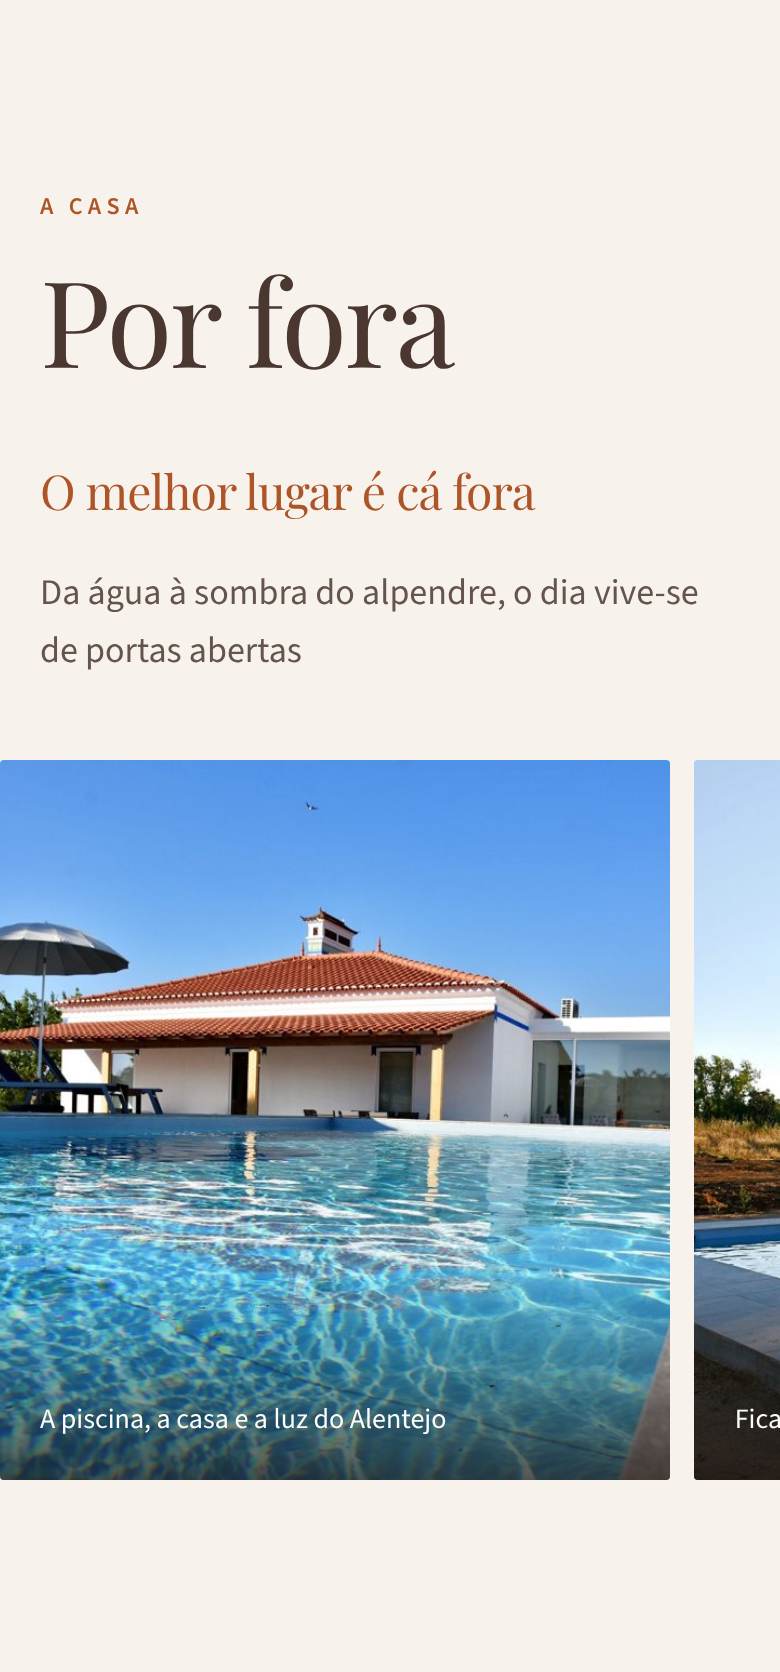 A CASA
Por fora
O melhor lugar é cá fora
Da água à sombra do alpendre, o dia vive-se
de portas abertas
A piscina, a casa e a luz do Alentejo
Fica